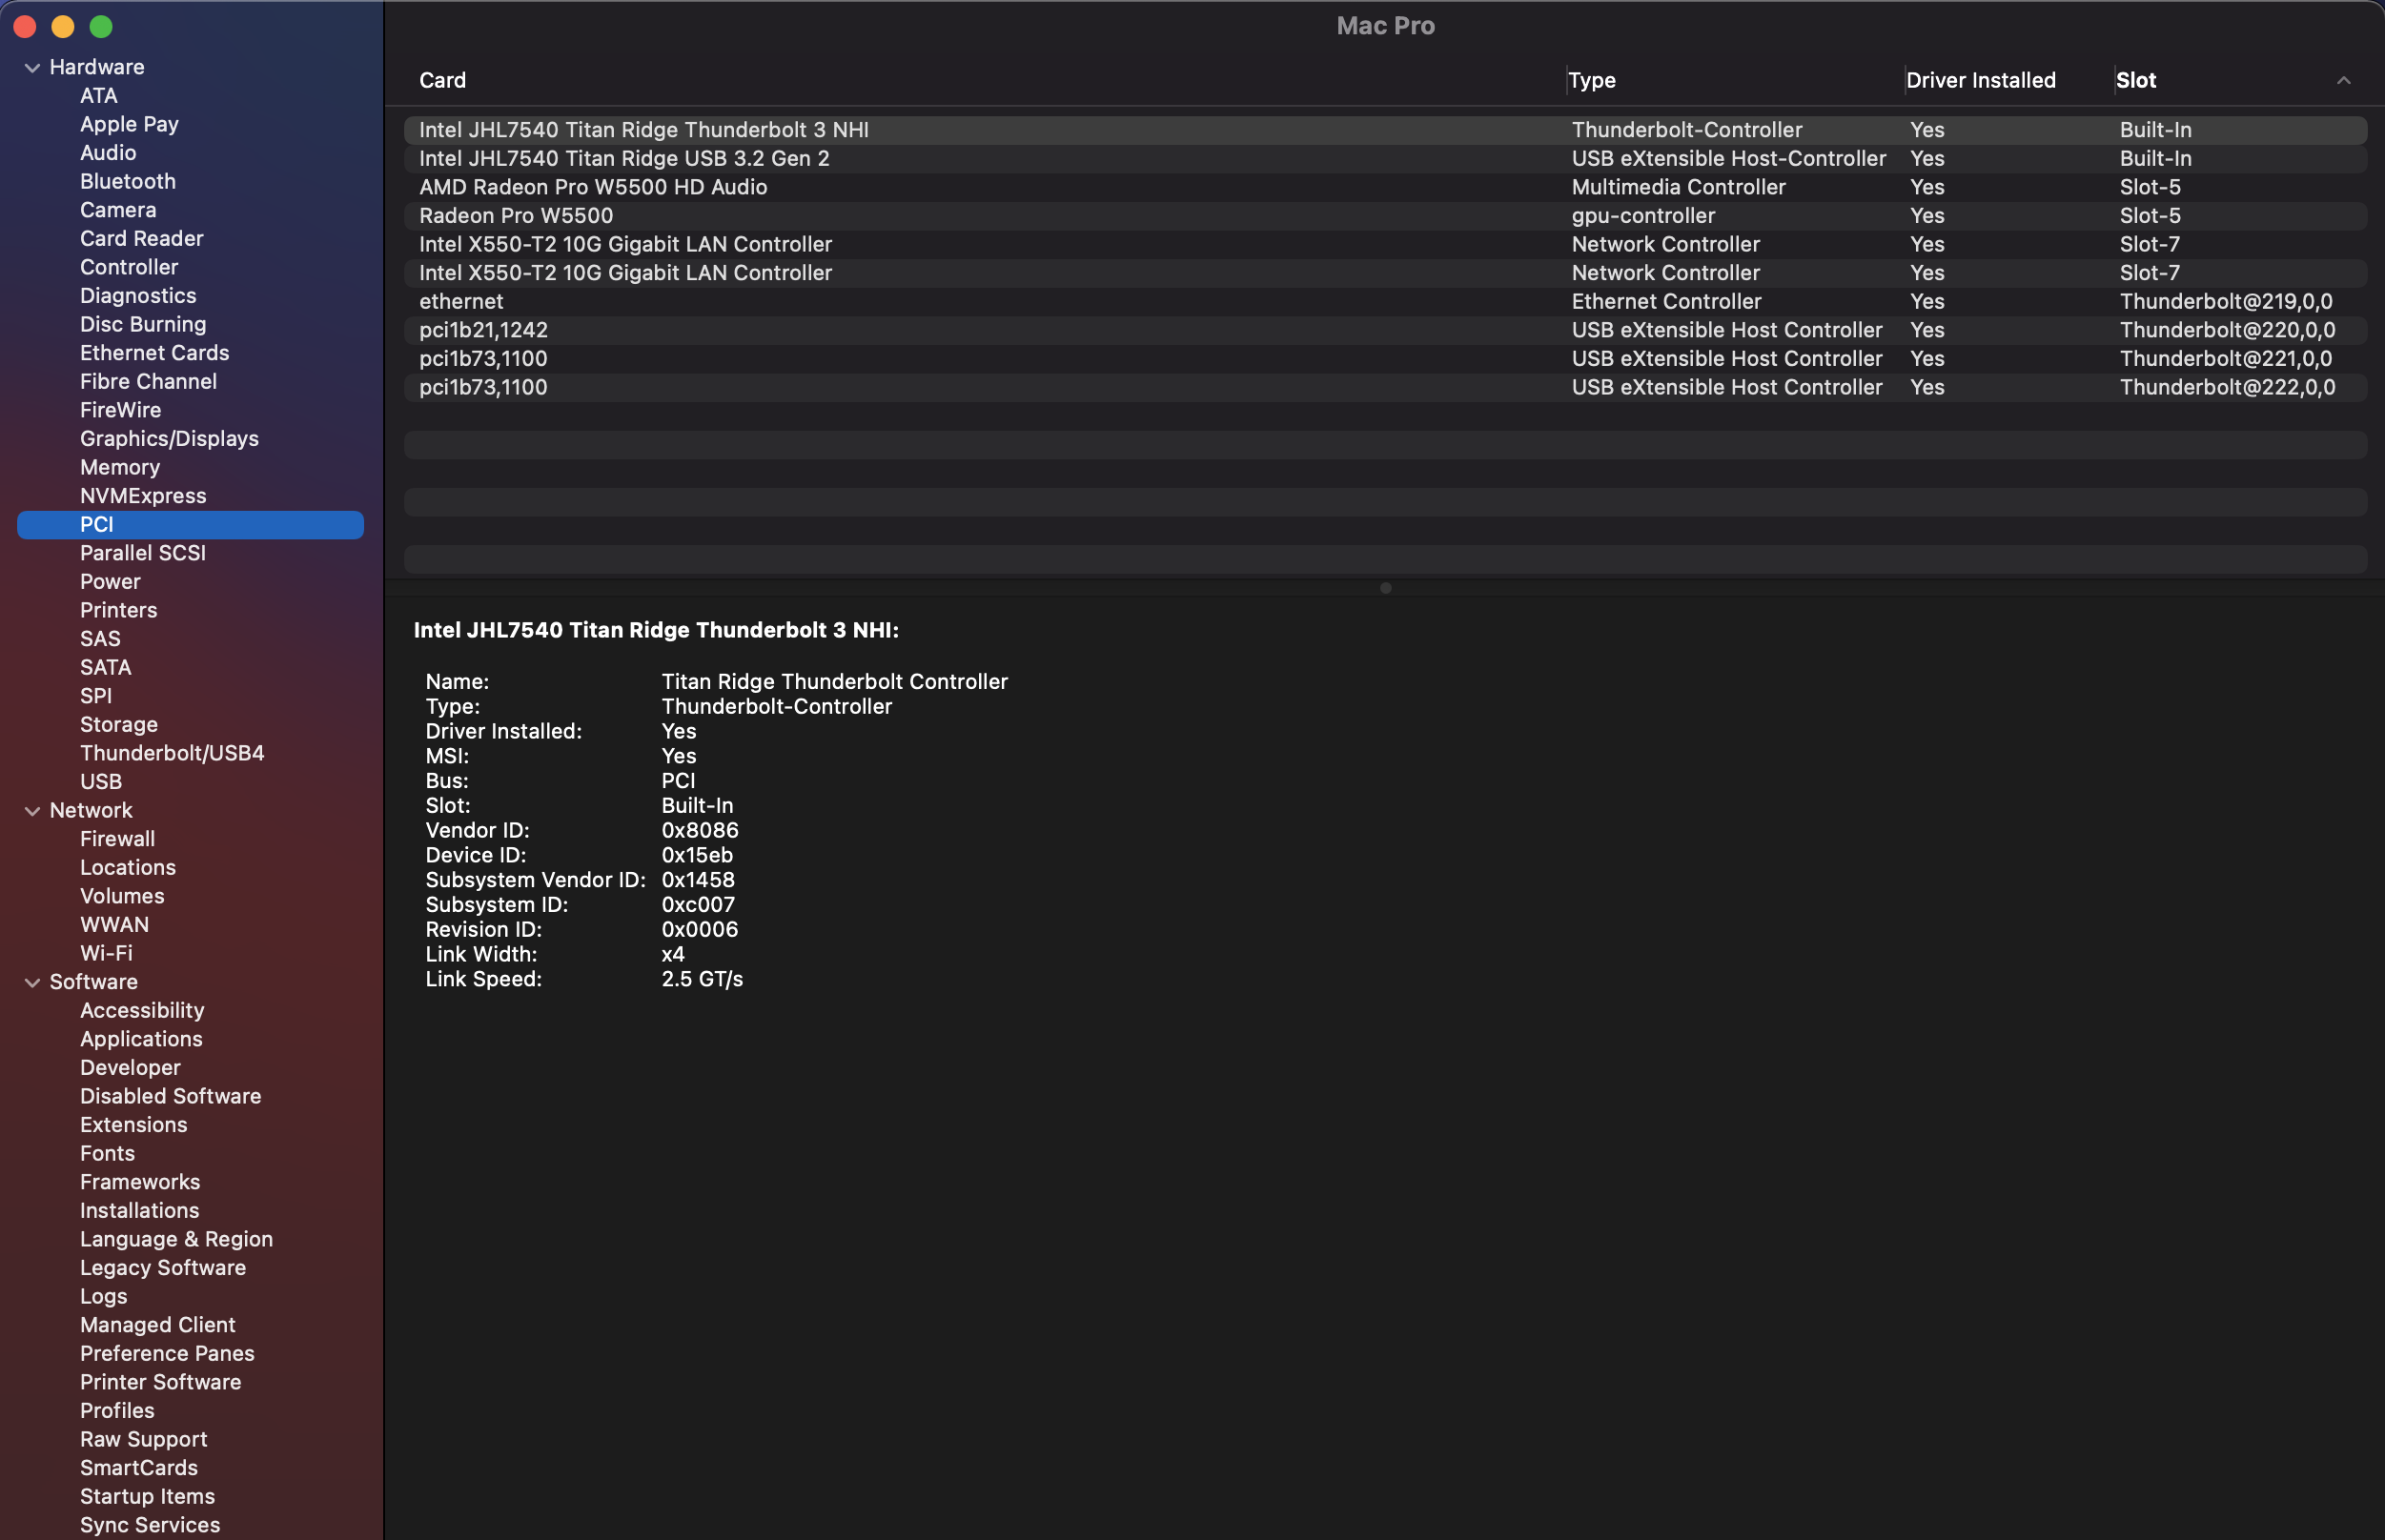 Mac Pro
Hardware
ATA
Apple Pay
Audio
Bluetooth
Camera
Card Reader
Controller
Diagnostics
Disc Burning
Ethernet Cards
Fibre Channel
FireWire
Graphics/Displays
Memory
NVMExpress
PCI
Parallel SCSI
Power
Printers
SAS
SATA
SPI
Storage
Thunderbolt/USB4
USB
Network
Firewall
Locations
Volumes
WWAN
Wi-Fi
Software
Accessibility
Applications
Developer
Disabled Software
Extensions
Fonts
Frameworks
Installations
Language & Region
Legacy Software
Logs
Managed Client
Preference Panes
Printer Software
Profiles
Raw Support
SmartCards
Startup Items
Sync Services
Card Type Driver Installed Slot
Intel JHL7540 Titan Ridge Thunderbolt 3 NHI Thunderbolt-Controller Yes Built-In
Intel JHL7540 Titan Ridge USB 3.2 Gen 2 USB eXtensible Host-Controller Yes Built-In
AMD Radeon Pro W5500 HD Audio Multimedia Controller Yes Slot-5
Radeon Pro W5500 gpu-controller Yes Slot-5
Intel X550-T2 10G Gigabit LAN Controller Network Controller Yes Slot-7
Intel X550-T2 10G Gigabit LAN Controller Network Controller Yes Slot-7
ethernet Ethernet Controller Yes Thunderbolt@219,0,0
pci1b21,1242 USB eXtensible Host Controller Yes Thunderbolt@220,0,0
pci1b73,1100 USB eXtensible Host Controller Yes Thunderbolt@221,0,0
pci1b73,1100 USB eXtensible Host Controller Yes Thunderbolt@222,0,0
Intel JHL7540 Titan Ridge Thunderbolt 3 NHI:
Name: Titan Ridge Thunderbolt Controller
Type: Thunderbolt-Controller
Driver Installed: Yes
MSI: Yes
Bus: PCI
Slot: Built-In
Vendor ID: 0x8086
Device ID: 0x15eb
Subsystem Vendor ID: 0x1458
Subsystem ID: 0xc007
Revision ID: 0x0006
Link Width: x4
Link Speed: 2.5 GT/s